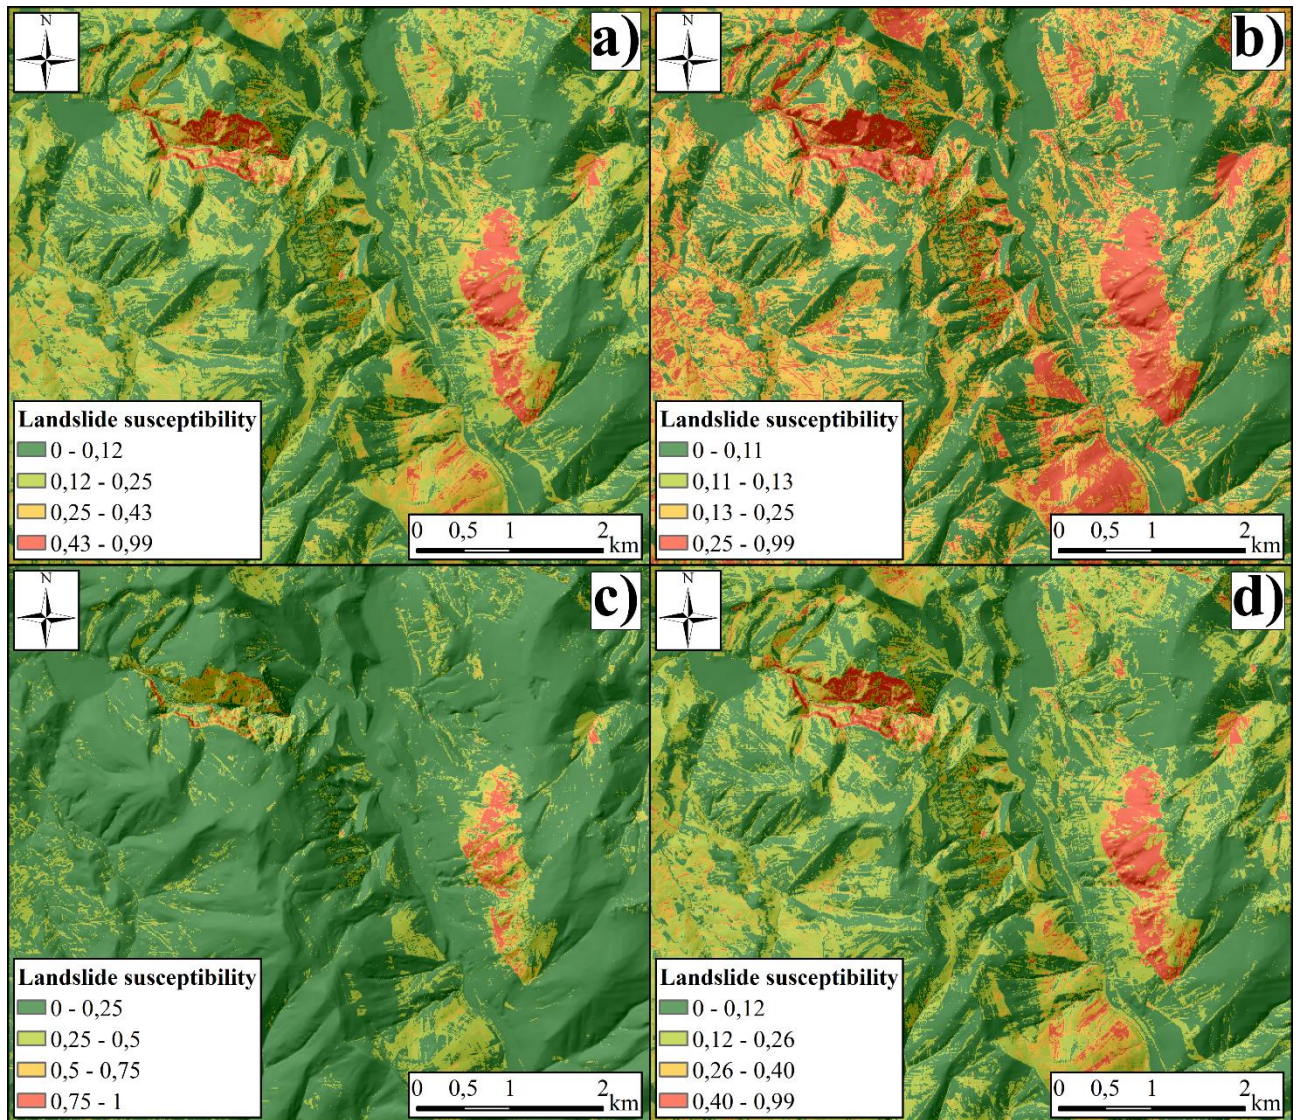 N
a)
Landslide susceptibility
0 - 0,12
0,12 - 0,25
0,25 - 0,43
0,43 - 0,99
0 0,5 1 2
km
N
b)
Landslide susceptibility
0 - 0,11
0,11 - 0,13
0,13 - 0,25
0,25 - 0,99
0 0,5 1 2
km
N
c)
Landslide susceptibility
0 - 0,25
0,25 - 0,5
0,5 - 0,75
0,75 - 1
0 0,5 1 2
km
N
d)
Landslide susceptibility
0 - 0,12
0,12 - 0,26
0,26 - 0,40
0,40 - 0,99
0 0,5 1 2
km